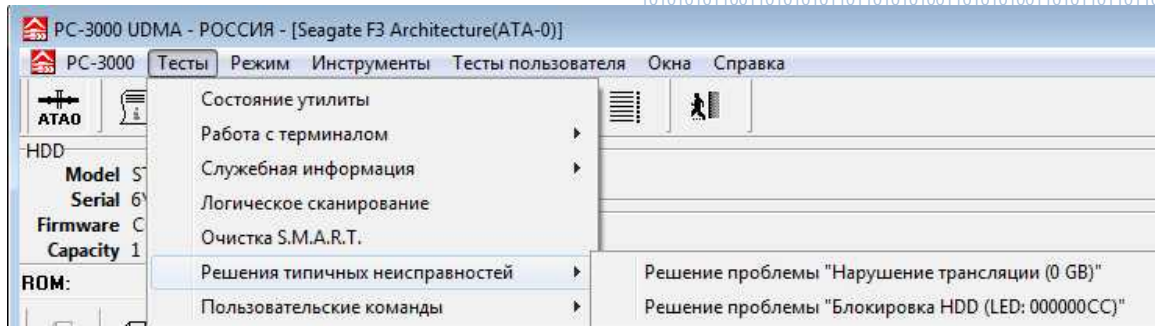 PC-3000 UDMA - РОССИЯ - [Seagate F3 Architecture(ATA-0)]
PC-3000 Тесты Режим Инструменты Тесты пользователя Окна Справка
ATA0
Состояние утилиты
Работа с терминалом
HDD
Служебная информация
Model
Serial
Логическое сканирование
Firmware
Очистка S.M.A.R.T.
Capacity 1
Решения типичных неисправностей
Решение проблемы "Нарушение трансляции (0 GB)"
ROM:
Пользовательские команды
Решение проблемы "Блокировка HDD (LED: 000000CC)"